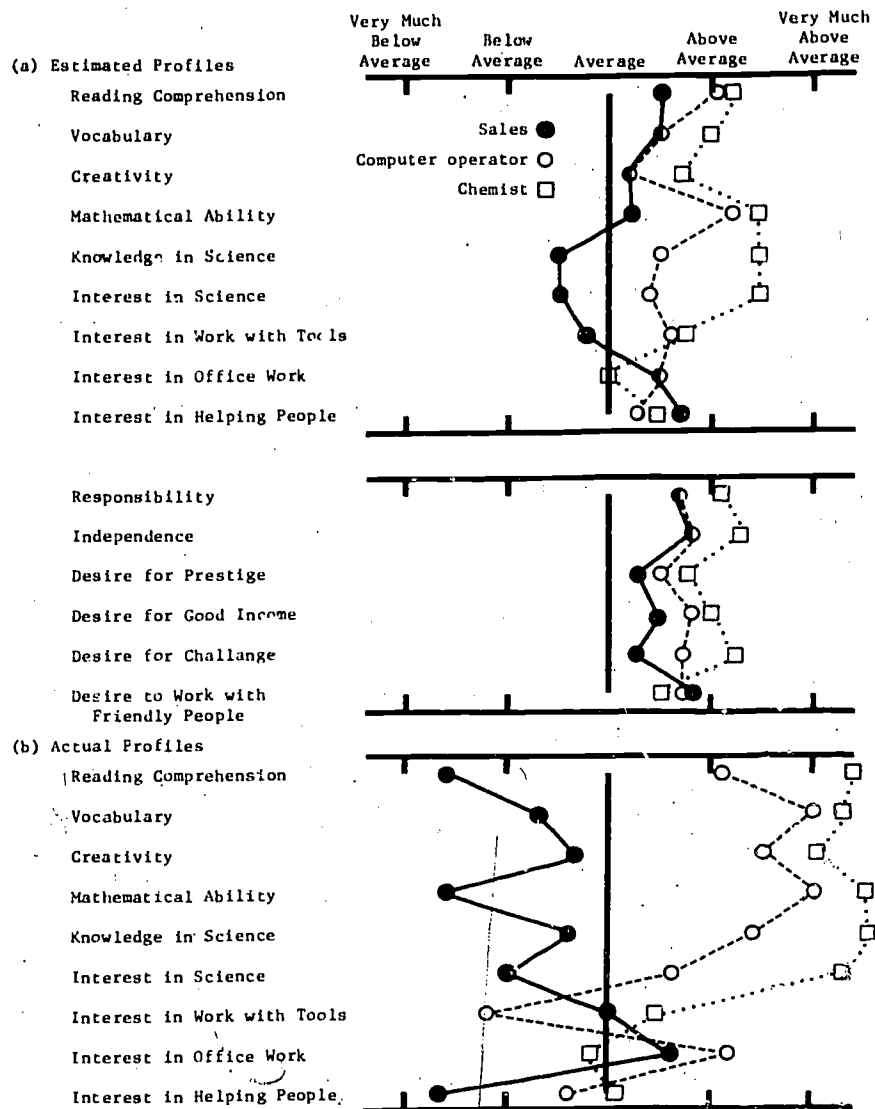 Very Much Below Average
Below Average
Average
Above Average
Very Much Above Average
(a) Estimated Profiles
Reading Comprehension
Vocabulary
Creativity
Mathematical Ability
Knowledge in Science
Interest in Science
Interest in Work with Tools
Interest in Office Work
Interest in Helping People
Sales
Computer operator
Chemist
Responsibility
Independence
Desire for Prestige
Desire for Good Income
Desire for Challange
Desire to Work with
Friendly People
(b) Actual Profiles
Reading Comprehension
Vocabulary
Creativity
Mathematical Ability
Knowledge in Science
Interest in Science
Interest in Work with Tools
Interest in Office Work
Interest in Helping People